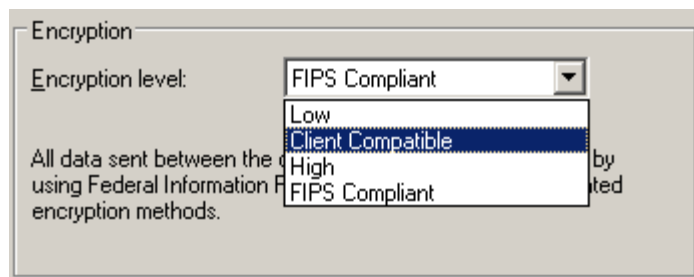 Encryption
Encryption level: FIPS Compliant
Low
Client Compatible
All data sent between the by
High
using Federal Information ted
FIPS Compliant
encryption methods.